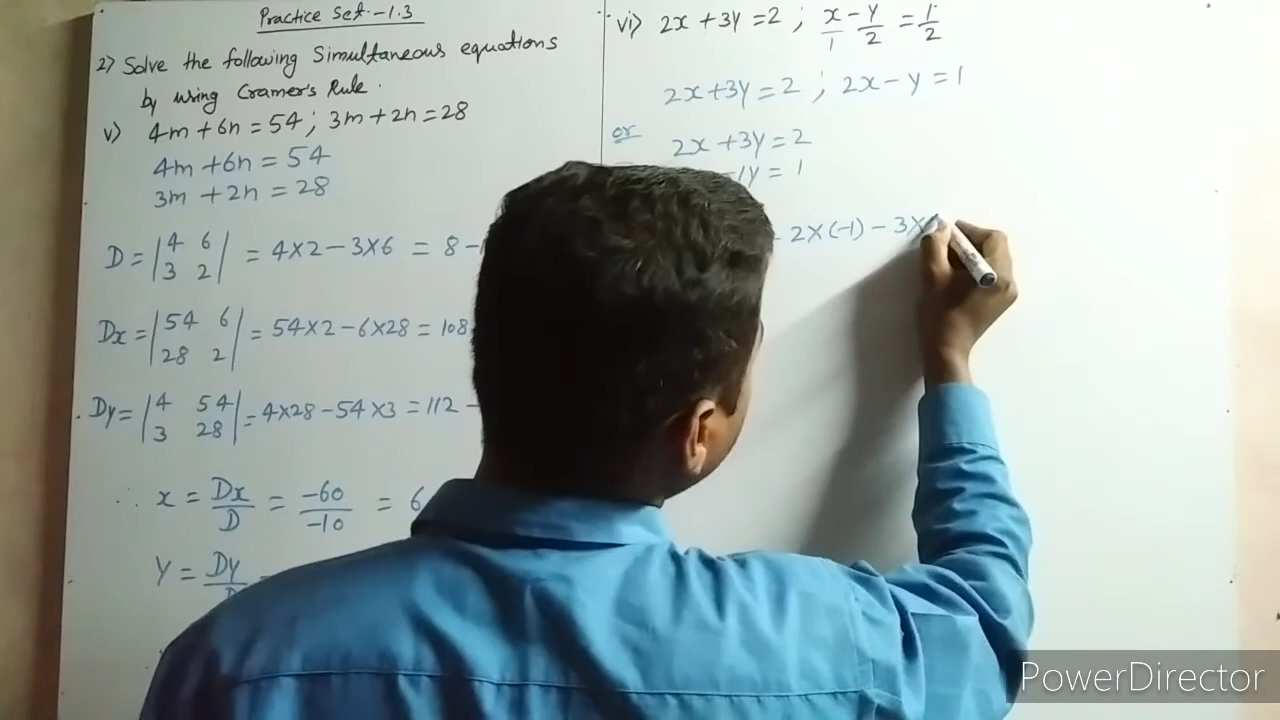 Practice Set - 1.3
2) Solve the following Simultaneous equations
by using Cramer's Rule.
v) 4m + 6n = 54 ; 3m + 2n = 28
4m + 6n = 54
3m + 2n = 28
D = | 4 6 | = 4×2 - 3×6 = 8 -
| 3 2 |
Dx = | 54 6 | = 54×2 - 6×28 = 108
| 28 2 |
Dy = | 4 54 | = 4×28 - 54×3 = 112 -
| 3 28 |
∴ x = Dx/D = -60/-10 = 6
Y = Dy
vi) 2x + 3y = 2 ; x/1 - y/2 = 1/2
2x + 3y = 2 ; 2x - y = 1
or
2x + 3y = 2
-1y = 1
2×(-1) - 3×
PowerDirector